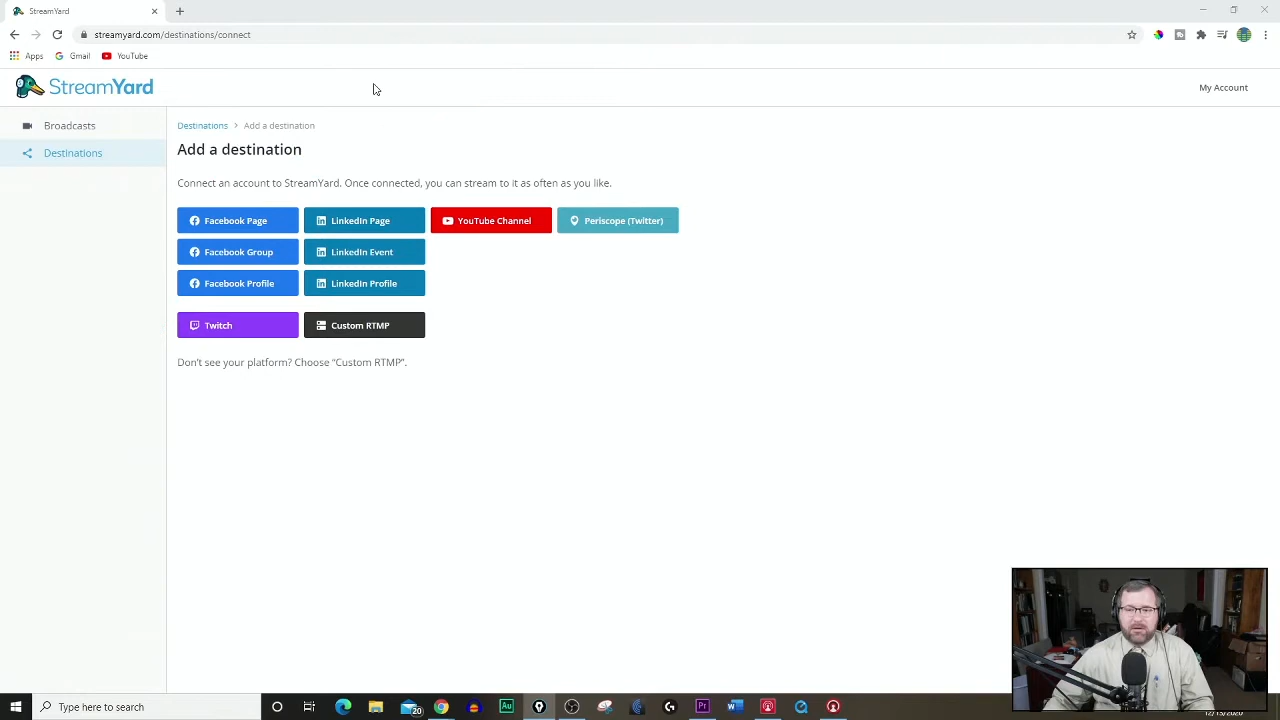 StreamYard
streamyard.com/destinations/connect
Apps
Gmail
YouTube
StreamYard
My Account
Broadcasts
Destinations
Destinations > Add a destination
Add a destination
Connect an account to StreamYard. Once connected, you can stream to it as often as you like.
Facebook Page
LinkedIn Page
YouTube Channel
Periscope (Twitter)
Facebook Group
LinkedIn Event
Facebook Profile
LinkedIn Profile
Twitch
Custom RTMP
Don't see your platform? Choose “Custom RTMP”.
Type here to search
20
Au
Pr